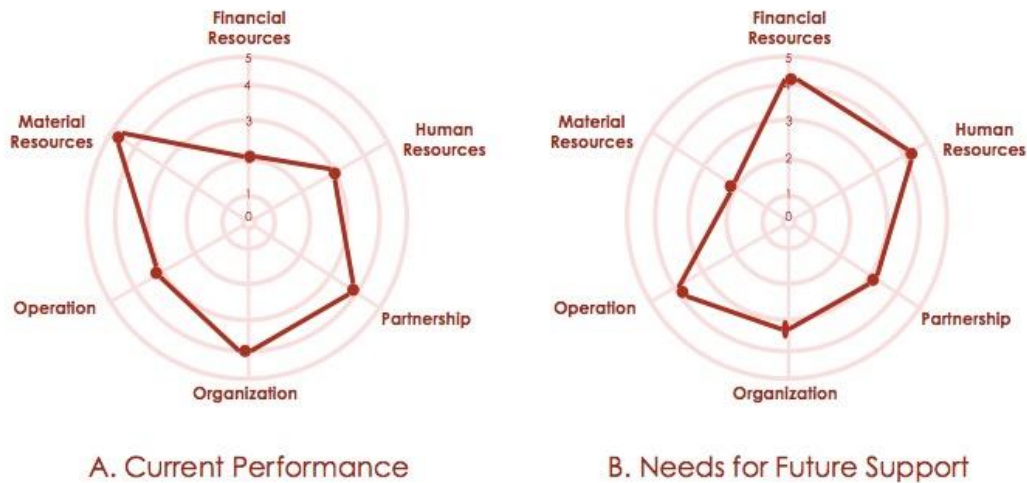 Financial
Resources
5
4
3
1
0
Material
Resources
Human
Resources
Operation
Partnership
Organization
A. Current Performance
Financial
Resources
5
4
3
2
1
0
Material
Resources
Human
Resources
Operation
Partnership
Organization
B. Needs for Future Support